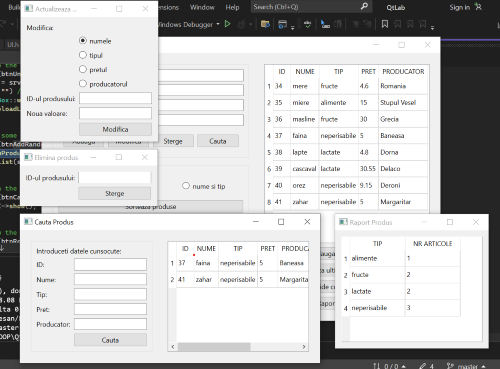 Build
Extensions
Window
Help
Search (Ctrl+Q)
QtLab
Sign in
Windows Debugger
Actualizeaza ...
Modifica:
numele
tipul
pretul
producatorul
ID-ul produsului:
Noua valoare:
Modifica
Adauga
Modifica
Sterge
Cauta
nume si tip
Sorteaza produse
ID NUME TIP PRET PRODUCATOR
1 34 mere fructe 4.6 Romania
2 35 miere alimente 15 Stupul Vesel
3 36 masline fructe 30 Grecia
4 37 faina neperisabile 5 Baneasa
5 38 lapte lactate 4.8 Dorna
6 39 cascaval lactate 30.55 Delaco
7 40 orez neperisabile 9.15 Deroni
8 41 zahar neperisabile 5 Margaritar
Elimina produs
ID-ul produsului:
Sterge
Cauta Produs
Introduceti datele cunsocute:
ID:
Nume:
Tip:
Pret:
Producator:
Cauta
ID NUME TIP PRET PRODUC
1 37 faina neperisabile 5 Baneasa
2 41 zahar neperisabile 5 Margarita
Raport Produs
TIP NR ARTICOLE
1 alimente 1
2 fructe 2
3 lactate 2
4 neperisabile 3
0 / 0
4
master